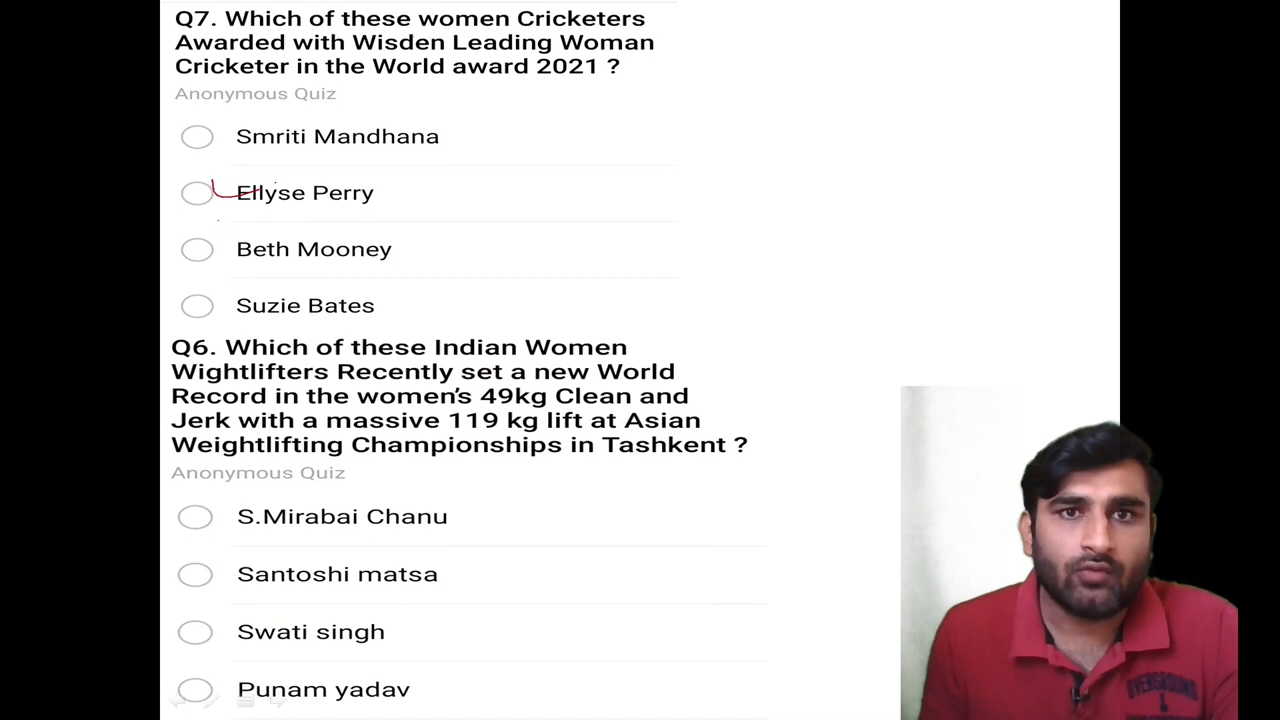 Q7. Which of these women Cricketers
Awarded with Wisden Leading Woman
Cricketer in the World award 2021 ?
Anonymous Quiz
Smriti Mandhana
Ellyse Perry
Beth Mooney
Suzie Bates
Q6. Which of these Indian Women
Wightlifters Recently set a new World
Record in the women's 49kg Clean and
Jerk with a massive 119 kg lift at Asian
Weightlifting Championships in Tashkent ?
Anonymous Quiz
S.Mirabai Chanu
Santoshi matsa
Swati singh
Punam yadav